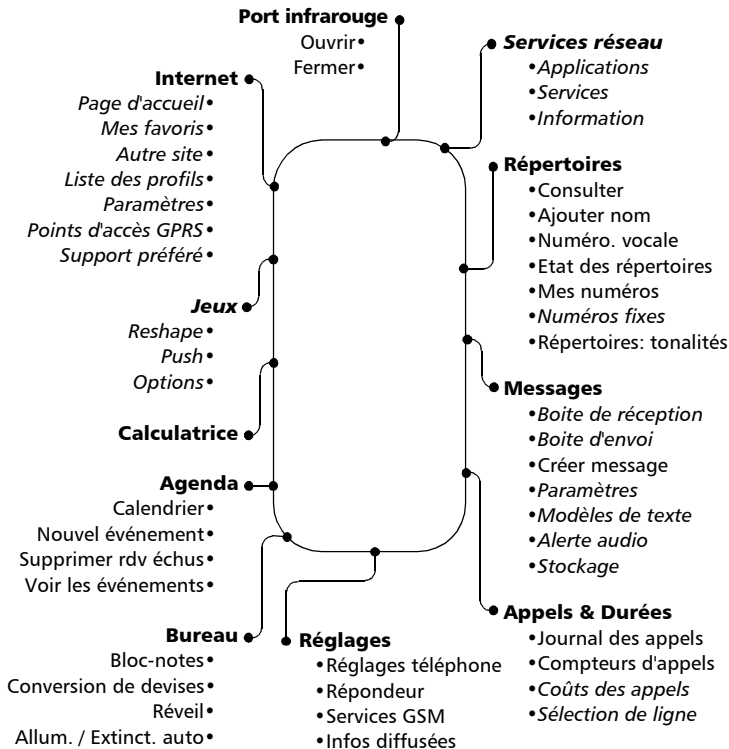 Port infrarouge
Ouvrir•
Fermer•
Services réseau
•Applications
•Services
•Information
Internet
Page d'accueil•
Mes favoris•
Autre site•
Liste des profils•
Paramètres•
Points d'accès GPRS•
Support préféré•
Répertoires
•Consulter
•Ajouter nom
•Numéro. vocale
•Etat des répertoires
•Mes numéros
•Numéros fixes
•Répertoires: tonalités
Jeux
Reshape•
Push•
Options•
Messages
•Boite de réception
•Boite d'envoi
•Créer message
•Paramètres
•Modèles de texte
•Alerte audio
•Stockage
Calculatrice
Agenda
Calendrier•
Nouvel événement•
Supprimer rdv échus•
Voir les événements•
Appels & Durées
•Journal des appels
•Compteurs d'appels
•Coûts des appels
•Sélection de ligne
Bureau
Bloc-notes•
Conversion de devises•
Réveil•
Allum. / Extinct. auto•
Réglages
•Réglages téléphone
•Répondeur
•Services GSM
•Infos diffusées